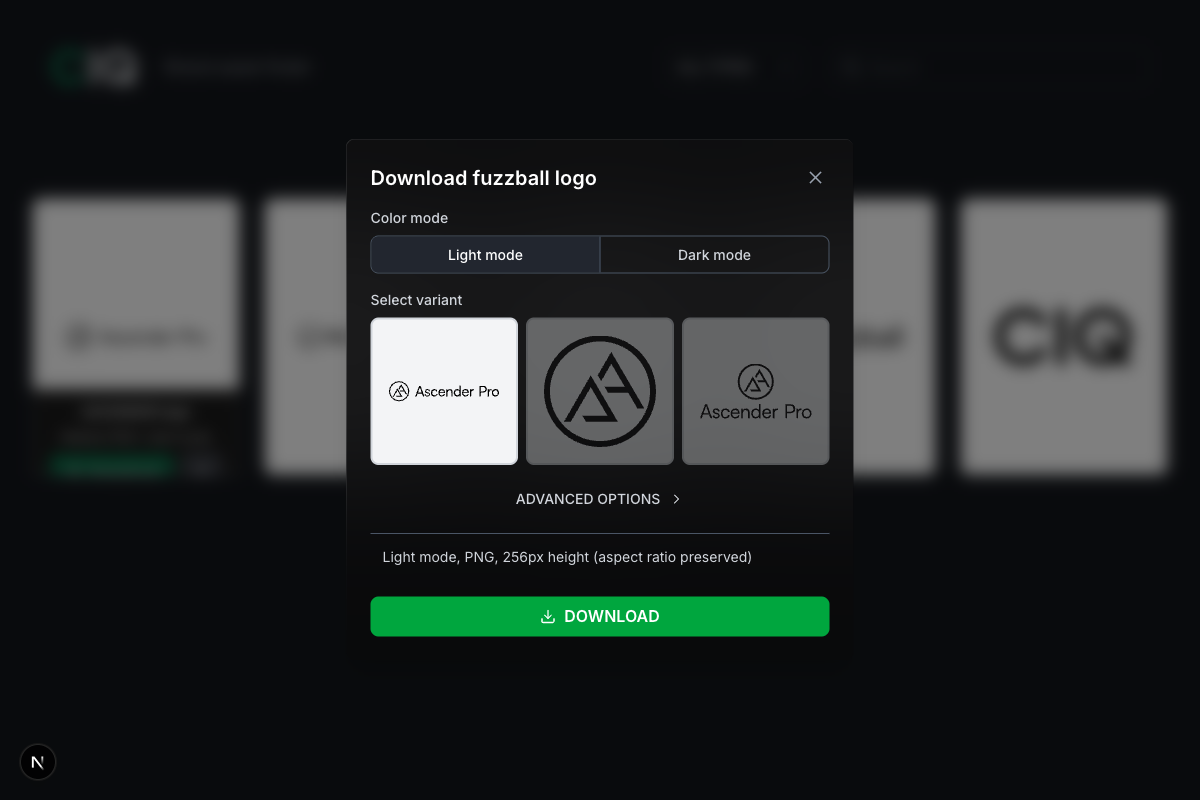 Download fuzzball logo
Color mode
Light mode
Dark mode
Select variant
Ascender Pro
Ascender Pro
ADVANCED OPTIONS
Light mode, PNG, 256px height (aspect ratio preserved)
DOWNLOAD
CIQ
CIQ
N